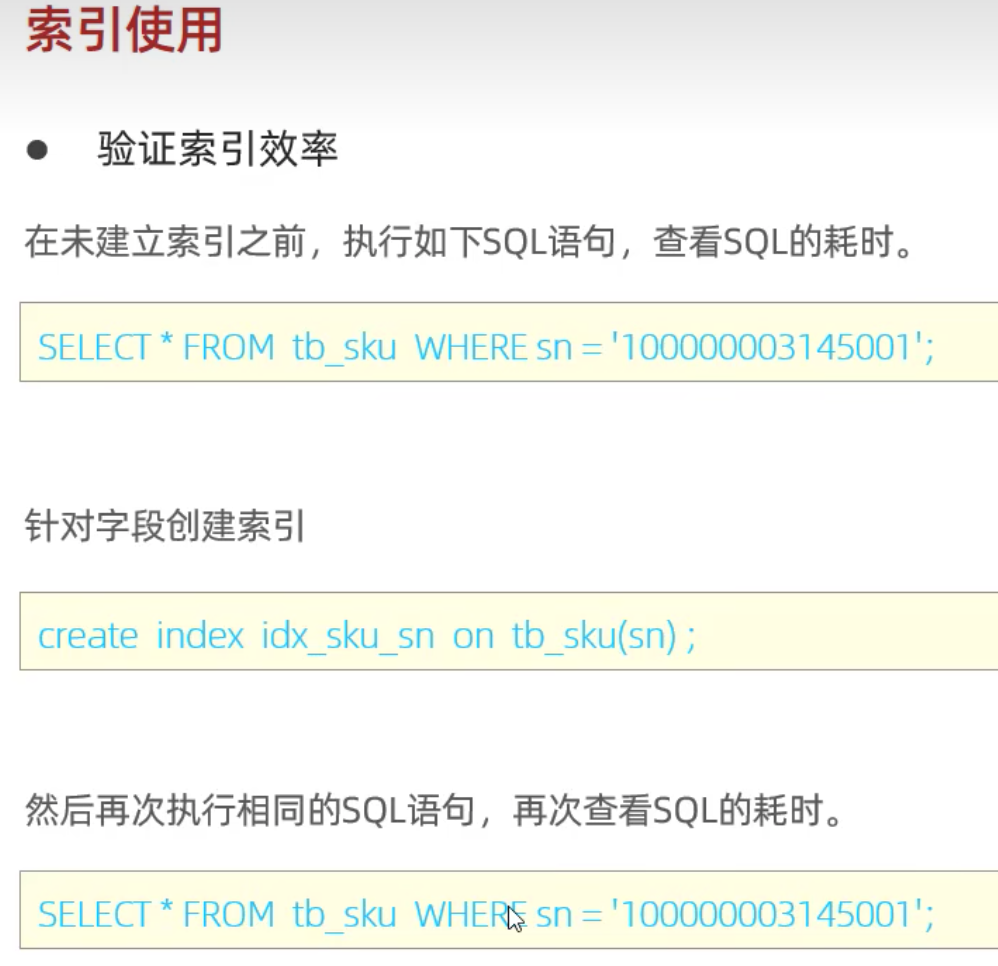 索引使用
● 验证索引效率
在未建立索引之前，执行如下SQL语句，查看SQL的耗时。
SELECT * FROM tb_sku WHERE sn = '100000003145001';
针对字段创建索引
create index idx_sku_sn on tb_sku(sn) ;
然后再次执行相同的SQL语句，再次查看SQL的耗时。
SELECT * FROM tb_sku WHERE sn = '100000003145001';